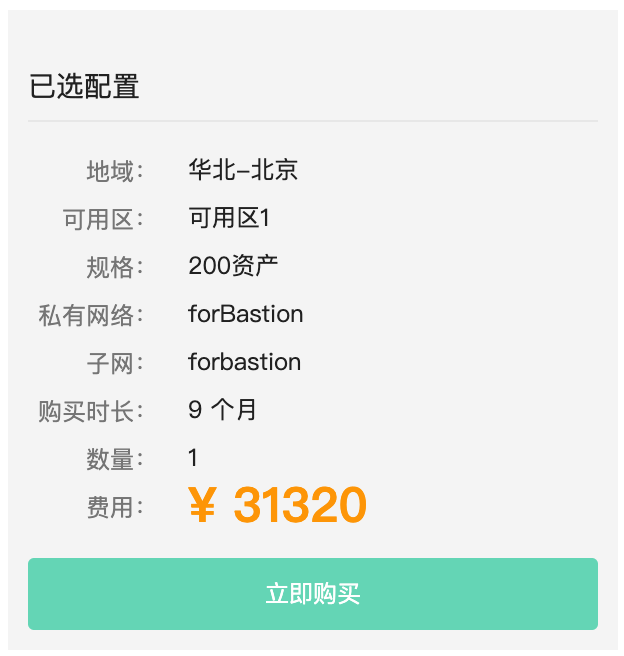 已选配置
地域： 华北-北京
可用区： 可用区1
规格： 200资产
私有网络： forBastion
子网： forbastion
购买时长： 9 个月
数量： 1
费用： ¥ 31320
立即购买